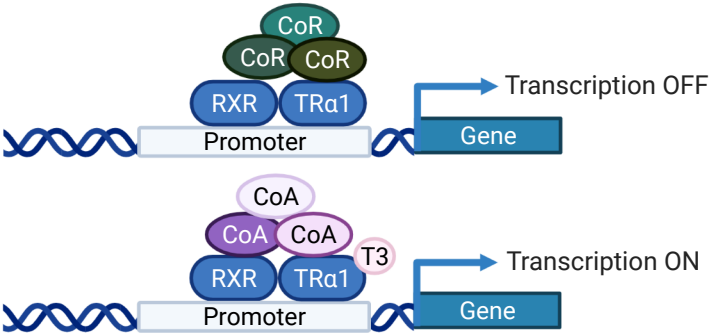 CoR
CoR CoR
RXR TRα1
Transcription OFF
Promoter
Gene
CoA
CoA CoA
T3
RXR TRα1
Transcription ON
Promoter
Gene